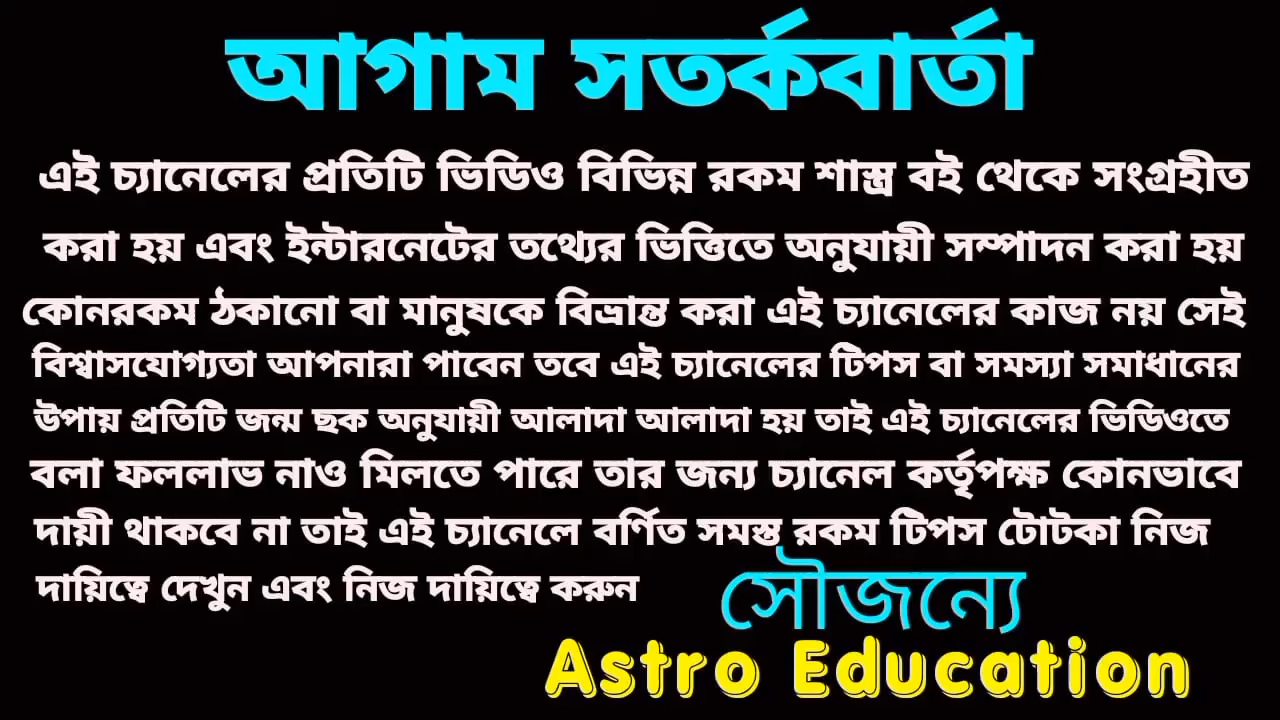 আগাম সতর্কবার্তা
এই চ্যানেলের প্রতিটি ভিডিও বিভিন্ন রকম শাস্ত্র বই থেকে সংগ্রহীত
করা হয় এবং ইন্টারনেটের তথ্যের ভিত্তিতে অনুযায়ী সম্পাদন করা হয়
কোনরকম ঠকানো বা মানুষকে বিভ্রান্ত করা এই চ্যানেলের কাজ নয় সেই
বিশ্বাসযোগ্যতা আপনারা পাবেন তবে এই চ্যানেলের টিপস বা সমস্যা সমাধানের
উপায় প্রতিটি জন্ম ছক অনুযায়ী আলাদা আলাদা হয় তাই এই চ্যানেলের ভিডিওতে
বলা ফললাভ নাও মিলতে পারে তার জন্য চ্যানেল কর্তৃপক্ষ কোনভাবে
দায়ী থাকবে না তাই এই চ্যানেলে বর্ণিত সমস্ত রকম টিপস টোটকা নিজ
দায়িত্বে দেখুন এবং নিজ দায়িত্বে করুন
সৌজন্যে
Astro Education